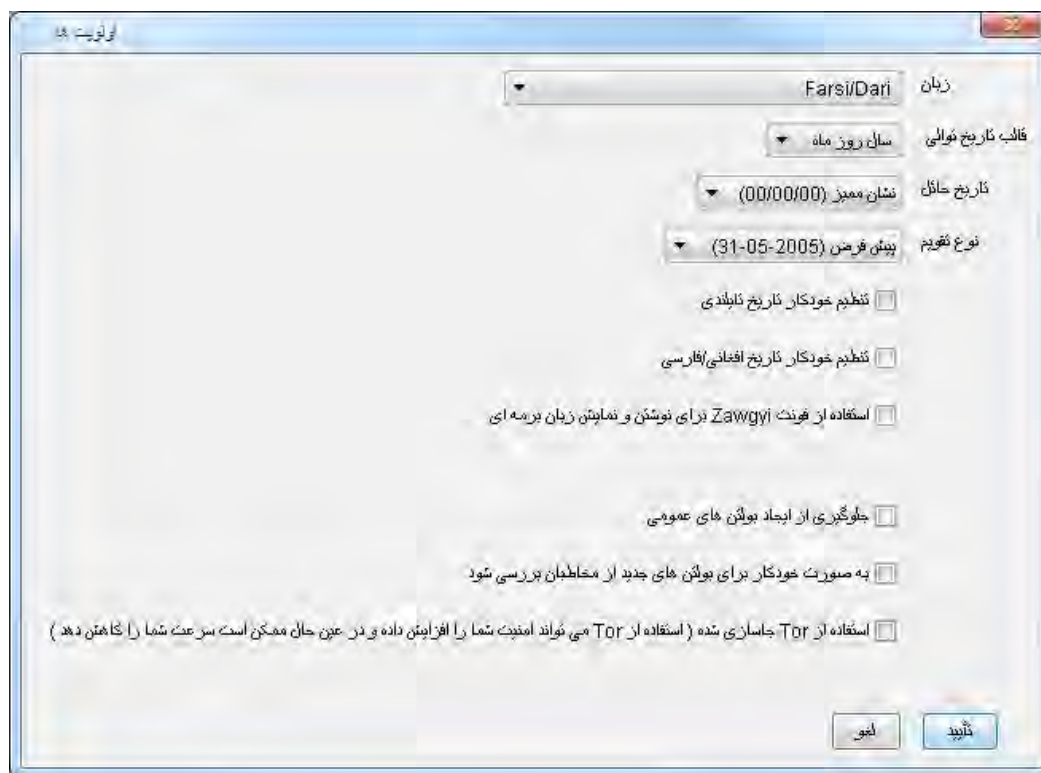 اولویت ها
زبان Farsi/Dari
قالب تاریخ توالی سال روز ماه
تاریخ حائل نشان ممیز (00/00/00)
نوع تقویم پیش فرض (31-05-2005)
تنظیم خودکار تاریخ تایلندی
تنظیم خودکار تاریخ افغانی/فارسی
استفاده از فونت Zawgyi برای نوشتن و نمایش زبان برمه ای
جلوگیری از ایجاد بولتن های عمومی
به صورت خودکار برای بولتن های جدید از مخاطبان بررسی شود
استفاده از Tor جاسازی شده ( استفاده از Tor می تواند امنیت شما را افزایش داده و در عین حال ممکن است سرعت شما را کاهش دهد )
تأیید لغو